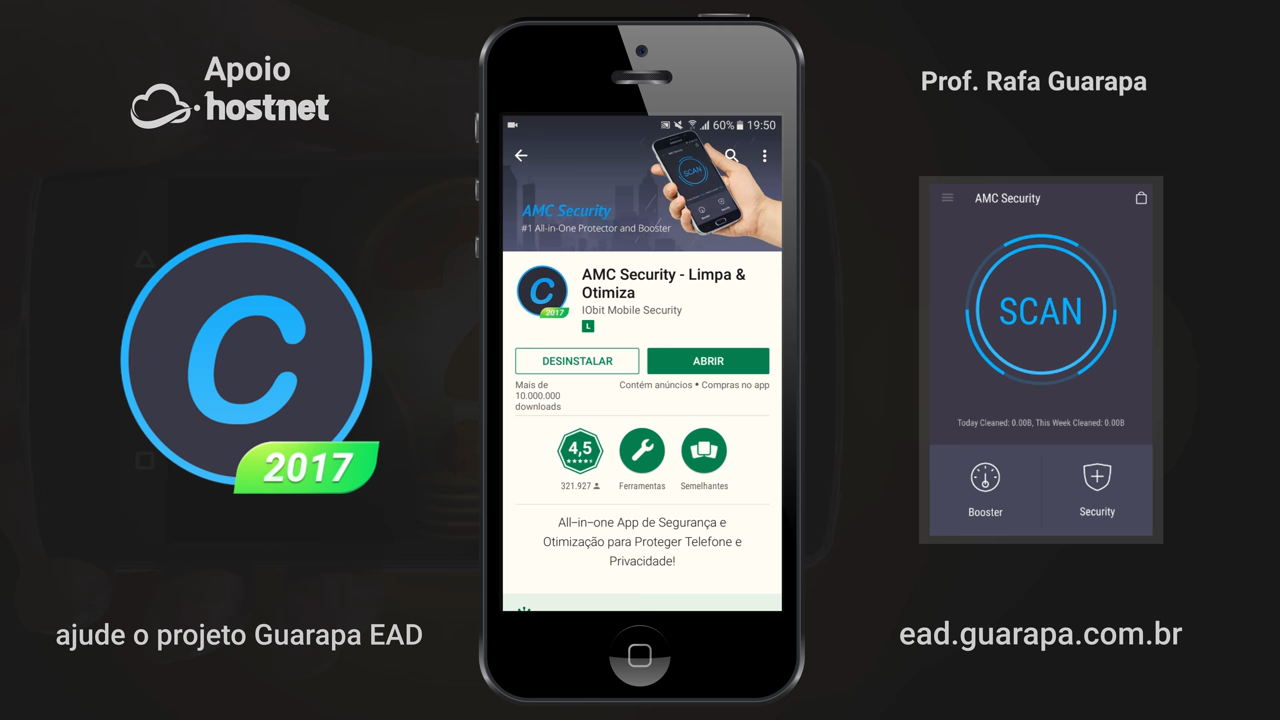 Apoio
hostnet
C
2017
ajude o projeto Guarapa EAD
60% 19:50
SCAN
Booster
Security
AMC Security
#1 All-in-One Protector and Booster
C
2017
AMC Security - Limpa &
Otimiza
IObit Mobile Security
L
DESINSTALAR
ABRIR
Mais de
10.000.000
downloads
Contém anúncios • Compras no app
4,5
321.927
Ferramentas
Semelhantes
All-in-one App de Segurança e
Otimização para Proteger Telefone e
Privacidade!
Prof. Rafa Guarapa
AMC Security
SCAN
Today Cleaned: 0.00B, This Week Cleaned: 0.00B
Booster
Security
ead.guarapa.com.br